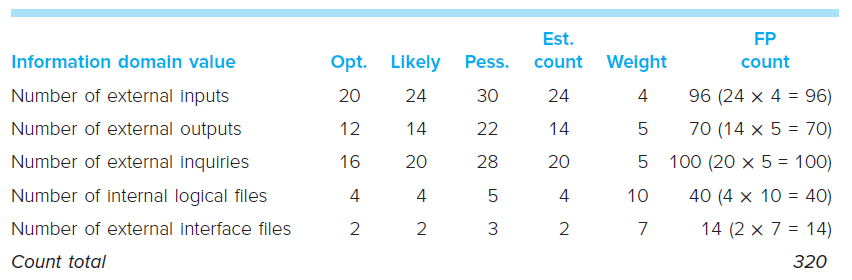 Information domain value Opt. Likely Pess. Est. count Weight FP count
Number of external inputs 20 24 30 24 4 96 (24 × 4 = 96)
Number of external outputs 12 14 22 14 5 70 (14 × 5 = 70)
Number of external inquiries 16 20 28 20 5 100 (20 × 5 = 100)
Number of internal logical files 4 4 5 4 10 40 (4 × 10 = 40)
Number of external interface files 2 2 3 2 7 14 (2 × 7 = 14)
Count total 320